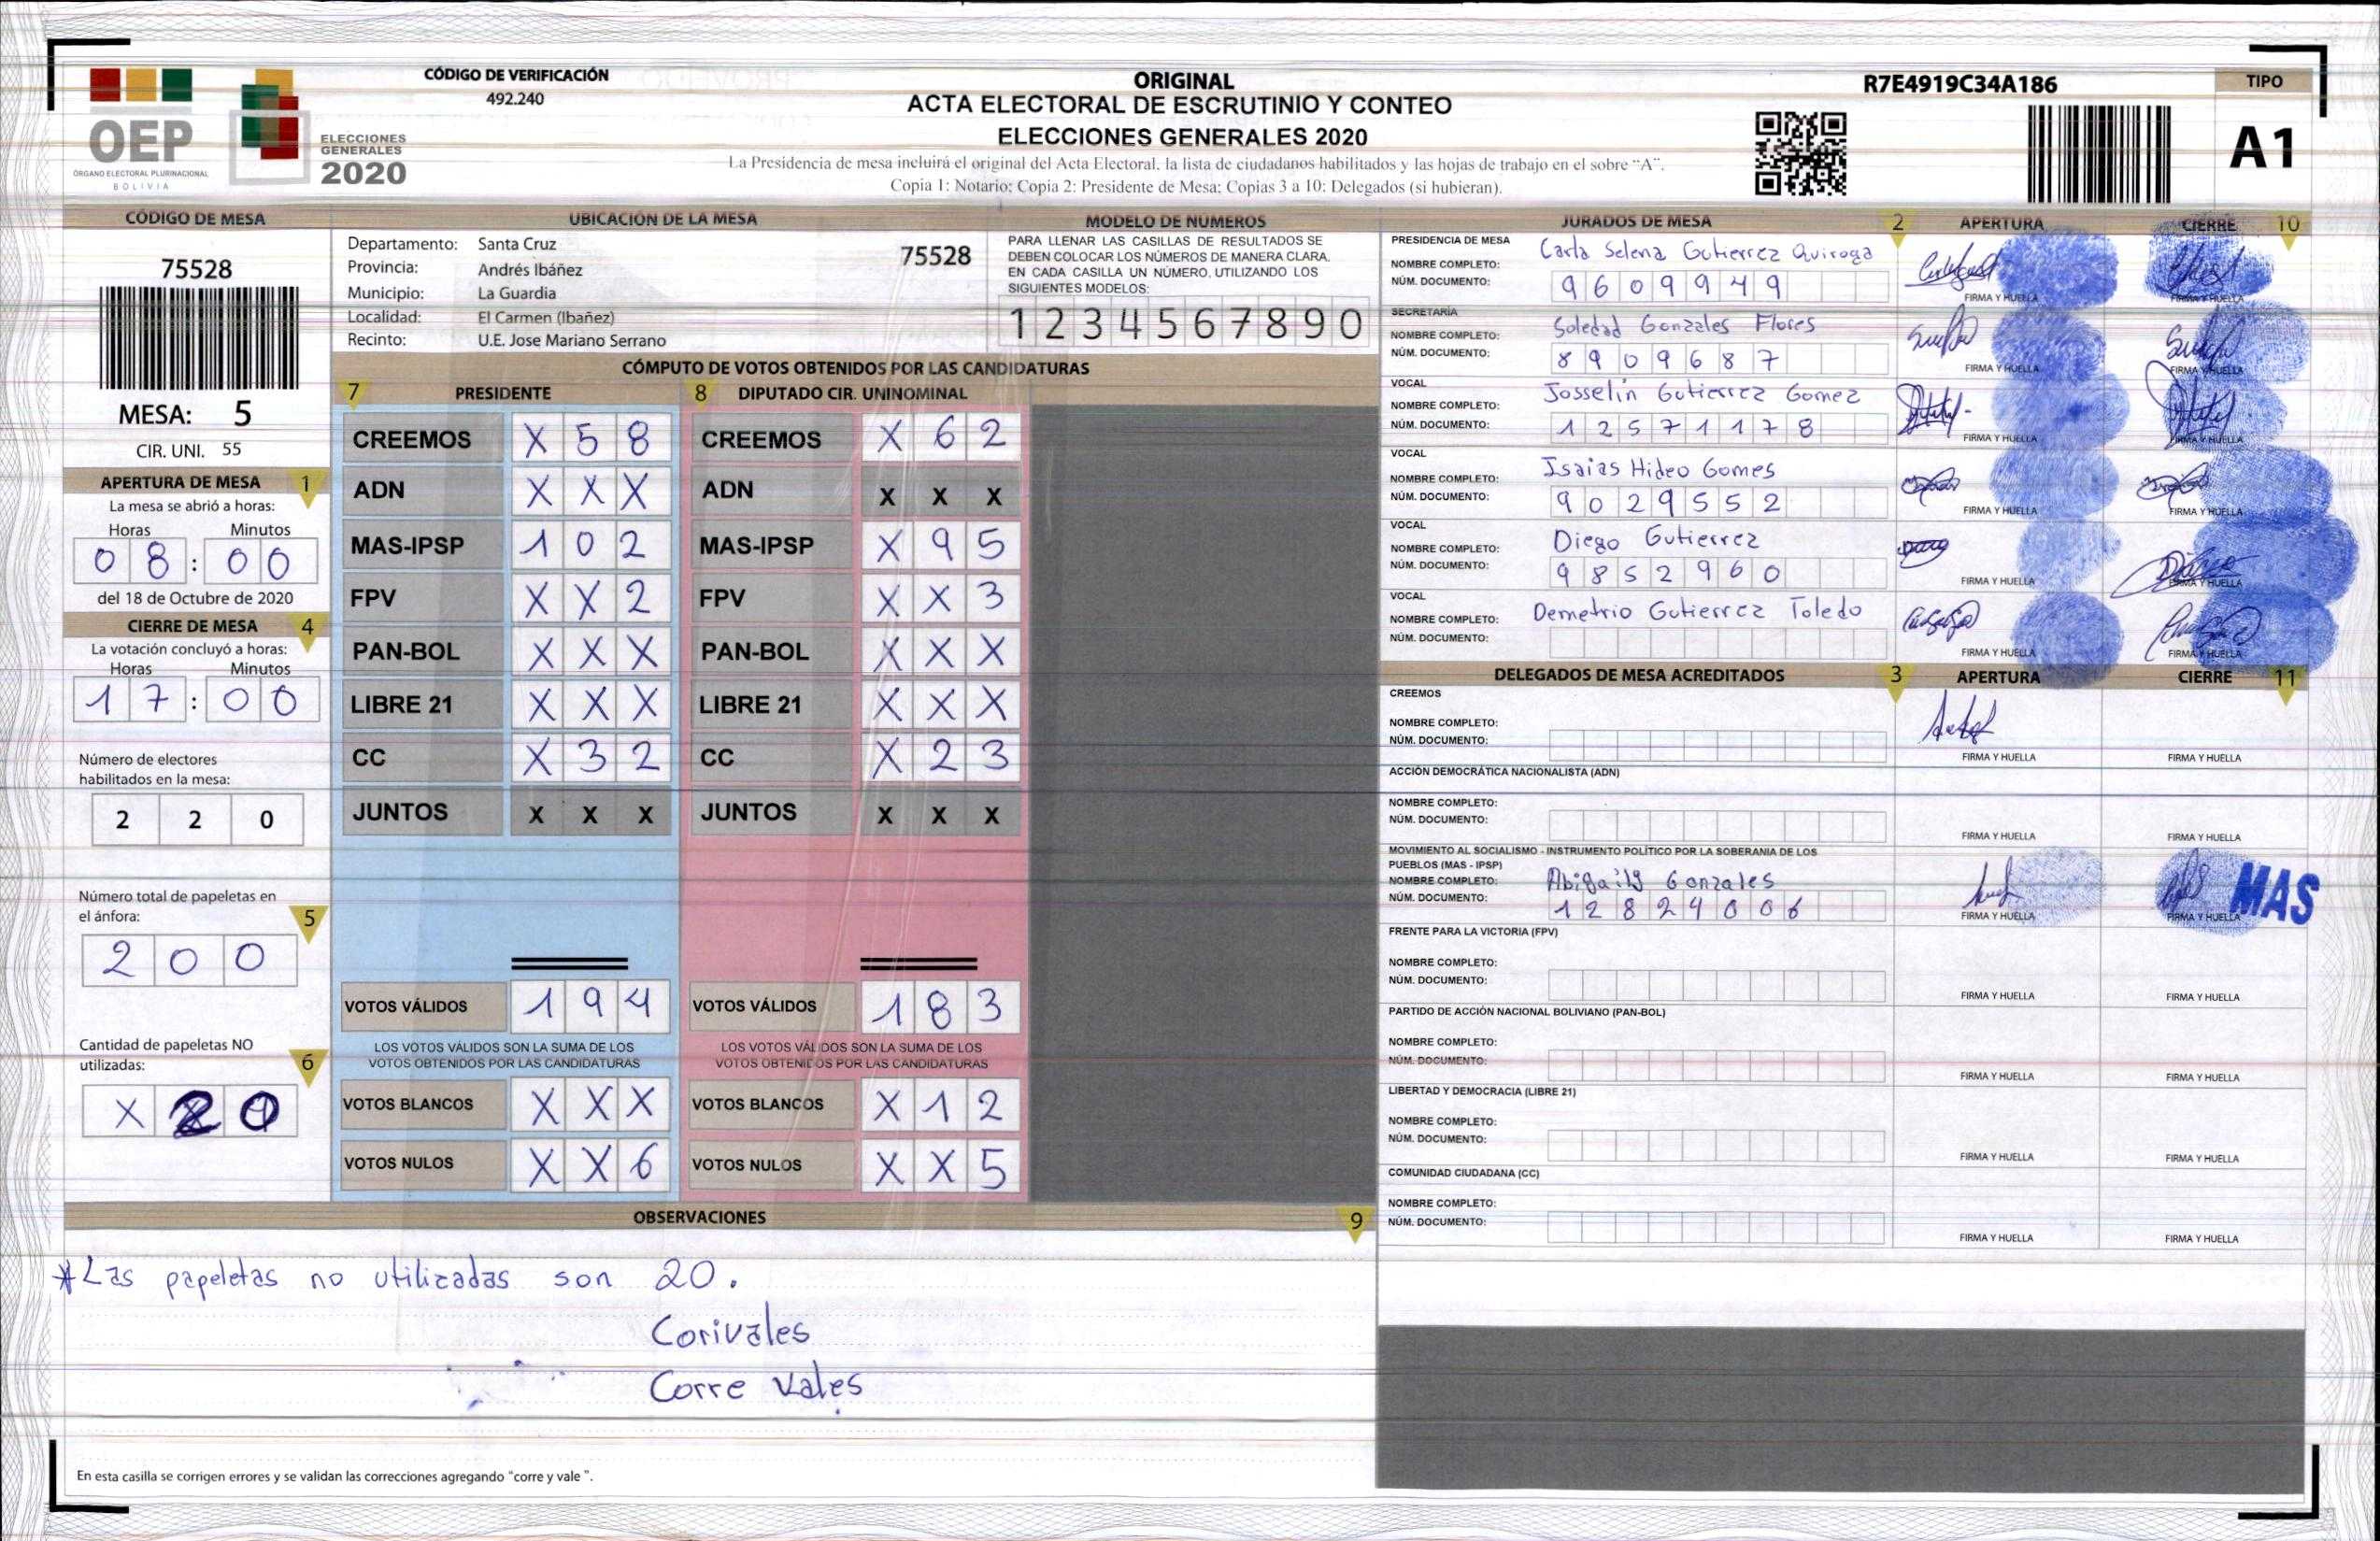 OEP
ÓRGANO ELECTORAL PLURINACIONAL
BOLIVIA
ELECCIONES
GENERALES
2020
CÓDIGO DE VERIFICACIÓN
492.240
ORIGINAL
ACTA ELECTORAL DE ESCRUTINIO Y CONTEO
ELECCIONES GENERALES 2020
La Presidencia de mesa incluirá el original del Acta Electoral, la lista de ciudadanos habilitados y las hojas de trabajo en el sobre “A”.
Copia 1: Notario; Copia 2: Presidente de Mesa; Copias 3 a 10: Delegados (si hubieran).
R7E4919C34A186
TIPO
A1
CÓDIGO DE MESA
75528
MESA: 5
CIR. UNI. 55
APERTURA DE MESA 1
La mesa se abrió a horas:
Horas Minutos
08:00
del 18 de Octubre de 2020
CIERRE DE MESA 4
La votación concluyó a horas:
Horas Minutos
17:00
Número de electores
habilitados en la mesa:
2 2 0
Número total de papeletas en
el ánfora: 5
2 0 0
Cantidad de papeletas NO
utilizadas: 6
X 2 0
UBICACIÓN DE LA MESA
Departamento: Santa Cruz
75528
Provincia: Andrés Ibáñez
Municipio: La Guardia
Localidad: El Carmen (Ibañez)
Recinto: U.E. Jose Mariano Serrano
MODELO DE NÚMEROS
PARA LLENAR LAS CASILLAS DE RESULTADOS SE
DEBEN COLOCAR LOS NÚMEROS DE MANERA CLARA.
EN CADA CASILLA UN NÚMERO, UTILIZANDO LOS
SIGUIENTES MODELOS:
1 2 3 4 5 6 7 8 9 0
CÓMPUTO DE VOTOS OBTENIDOS POR LAS CANDIDATURAS
7 PRESIDENTE
CREEMOS X 5 8
ADN X X X
MAS-IPSP 1 0 2
FPV X X 2
PAN-BOL X X X
LIBRE 21 X X X
CC X 3 2
JUNTOS X X X
VOTOS VÁLIDOS 1 9 4
LOS VOTOS VÁLIDOS SON LA SUMA DE LOS
VOTOS OBTENIDOS POR LAS CANDIDATURAS
VOTOS BLANCOS X X X
VOTOS NULOS X X 6
8 DIPUTADO CIR. UNINOMINAL
CREEMOS X 6 2
ADN X X X
MAS-IPSP X 9 5
FPV X X 3
PAN-BOL X X X
LIBRE 21 X X X
CC X 2 3
JUNTOS X X X
VOTOS VÁLIDOS 1 8 3
LOS VOTOS VÁLIDOS SON LA SUMA DE LOS
VOTOS OBTENIDOS POR LAS CANDIDATURAS
VOTOS BLANCOS X 1 2
VOTOS NULOS X X 5
OBSERVACIONES 9
*Las papeletas no utilizadas son 20.
Corivales
Corre vales
En esta casilla se corrigen errores y se validan las correcciones agregando “corre y vale ”.
JURADOS DE MESA 2 APERTURA CIERRE 10
PRESIDENCIA DE MESA
NOMBRE COMPLETO: Carla Selena Gutierrez Quiroga
NÚM. DOCUMENTO: 9609949
FIRMA Y HUELLA FIRMA Y HUELLA
SECRETARÍA
NOMBRE COMPLETO: Soledad Gonzales Flores
NÚM. DOCUMENTO: 8909687
FIRMA Y HUELLA FIRMA Y HUELLA
VOCAL
NOMBRE COMPLETO: Josselin Gutierrez Gomez
NÚM. DOCUMENTO: 12571178
FIRMA Y HUELLA FIRMA Y HUELLA
VOCAL
NOMBRE COMPLETO: Isaias Hideo Gomes
NÚM. DOCUMENTO: 9029552
FIRMA Y HUELLA FIRMA Y HUELLA
VOCAL
NOMBRE COMPLETO: Diego Gutierrez
NÚM. DOCUMENTO: 9852960
FIRMA Y HUELLA FIRMA Y HUELLA
VOCAL
NOMBRE COMPLETO: Demetrio Gutierrez Toledo
NÚM. DOCUMENTO:
FIRMA Y HUELLA FIRMA Y HUELLA
DELEGADOS DE MESA ACREDITADOS 3 APERTURA CIERRE 11
CREEMOS
NOMBRE COMPLETO:
NÚM. DOCUMENTO:
FIRMA Y HUELLA FIRMA Y HUELLA
ACCIÓN DEMOCRÁTICA NACIONALISTA (ADN)
NOMBRE COMPLETO:
NÚM. DOCUMENTO:
FIRMA Y HUELLA FIRMA Y HUELLA
MOVIMIENTO AL SOCIALISMO - INSTRUMENTO POLÍTICO POR LA SOBERANIA DE LOS
PUEBLOS (MAS - IPSP)
NOMBRE COMPLETO: Abigaily Gonzales
NÚM. DOCUMENTO: 12824006
MAS
FIRMA Y HUELLA FIRMA Y HUELLA
FRENTE PARA LA VICTORIA (FPV)
NOMBRE COMPLETO:
NÚM. DOCUMENTO:
FIRMA Y HUELLA FIRMA Y HUELLA
PARTIDO DE ACCIÓN NACIONAL BOLIVIANO (PAN-BOL)
NOMBRE COMPLETO:
NÚM. DOCUMENTO:
FIRMA Y HUELLA FIRMA Y HUELLA
LIBERTAD Y DEMOCRACIA (LIBRE 21)
NOMBRE COMPLETO:
NÚM. DOCUMENTO:
FIRMA Y HUELLA FIRMA Y HUELLA
COMUNIDAD CIUDADANA (CC)
NOMBRE COMPLETO:
NÚM. DOCUMENTO:
FIRMA Y HUELLA FIRMA Y HUELLA